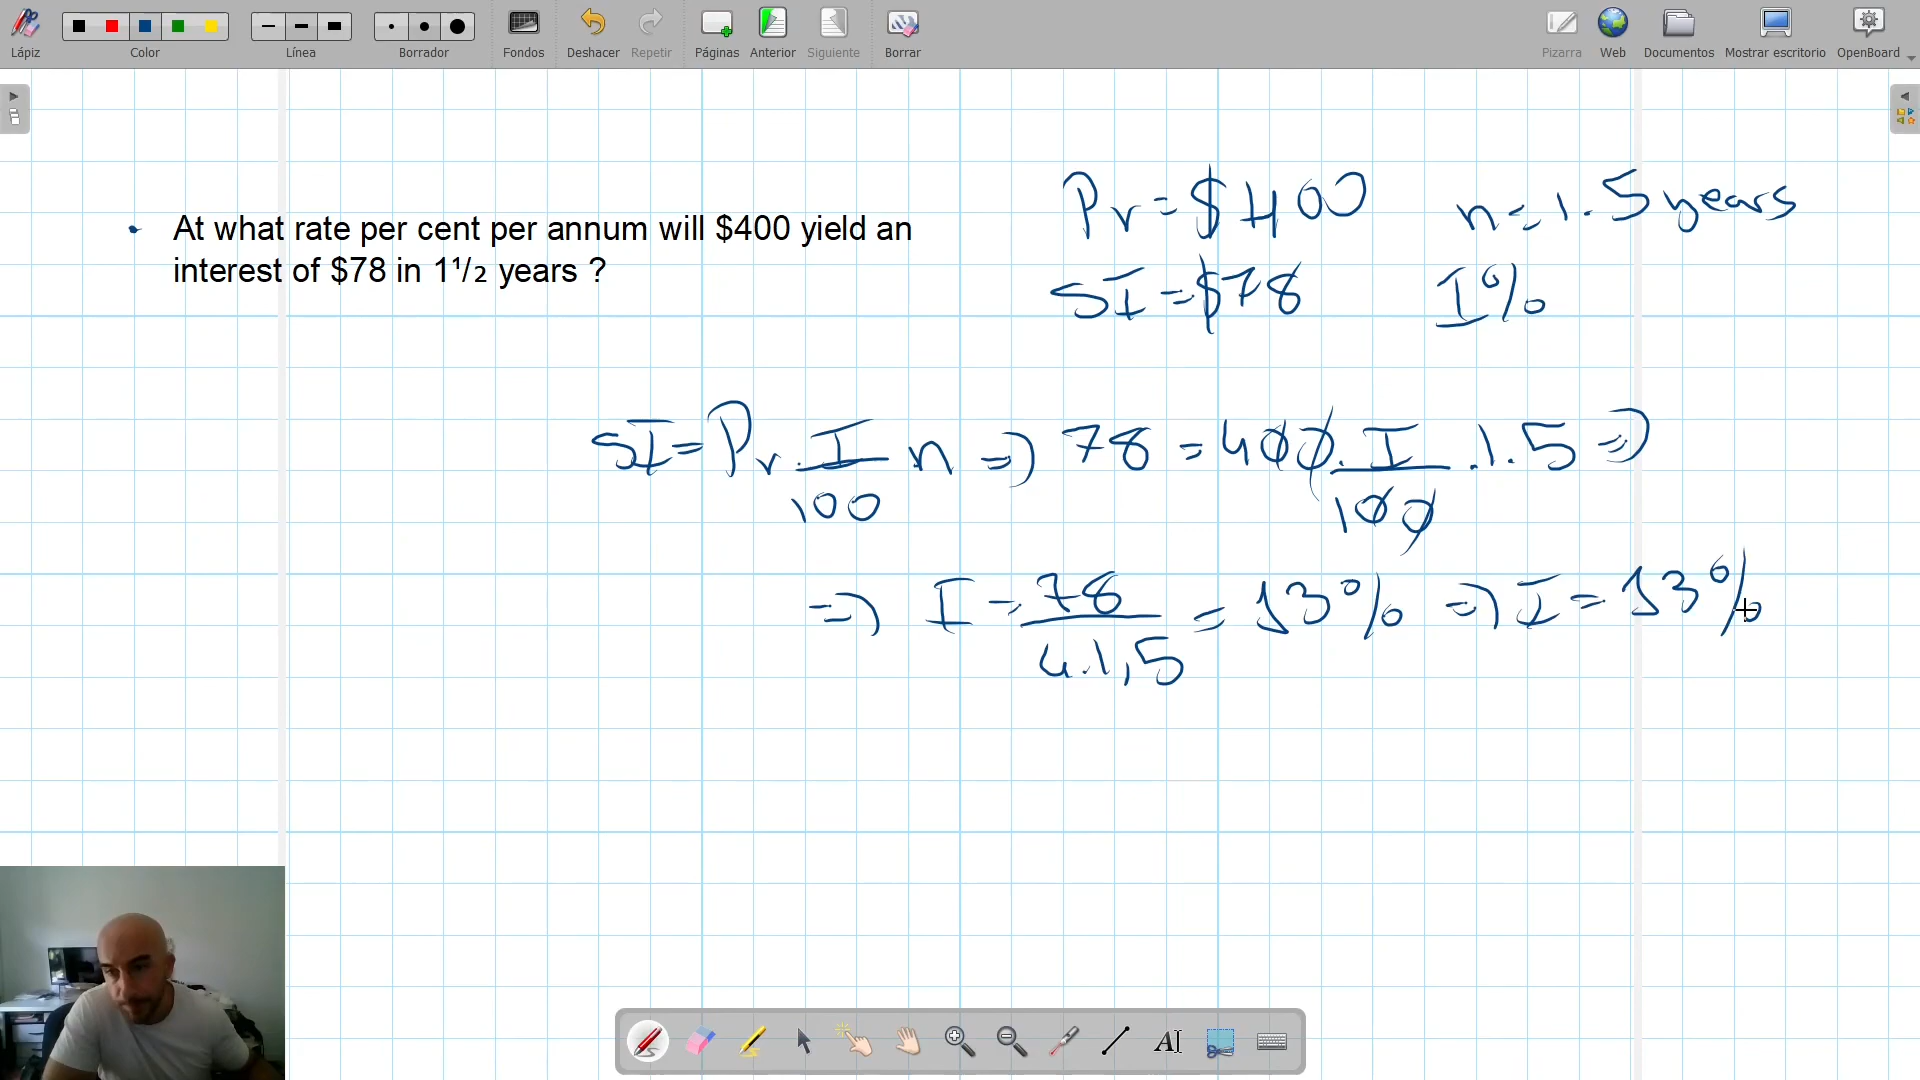 Lápiz
Color
Línea
Borrador
Fondos
Deshacer
Repetir
Páginas
Anterior
Siguiente
Borrar
Pizarra
Web
Documentos
Mostrar escritorio
OpenBoard
• At what rate per cent per annum will $400 yield an
interest of $78 in 1¹/₂ years ?
Pr = $400 n = 1.5 years
SI = $78 I%
SI = Pr . I/100 n => 78 = 400 . I/100 . 1.5 =>
=> I = 78/4.1,5 = 13% => I = 13%
AI